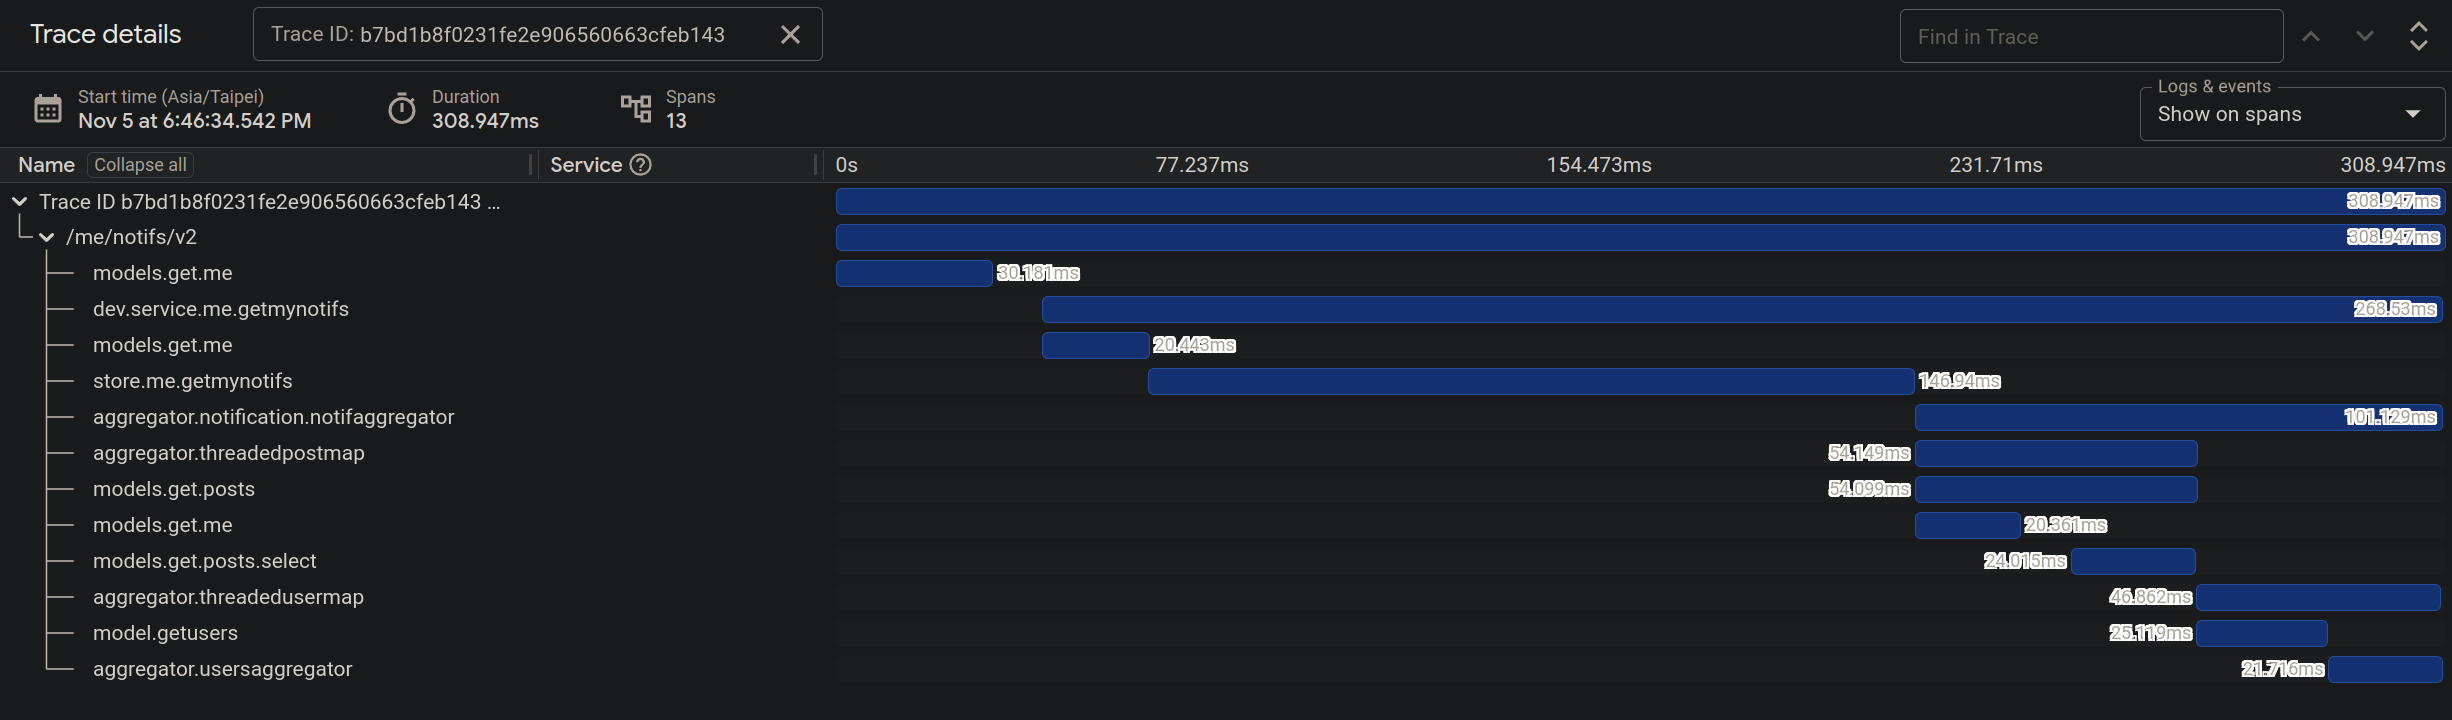 Trace details
Trace ID: b7bd1b8f0231fe2e906560663cfeb143
Find in Trace
Start time (Asia/Taipei)
Nov 5 at 6:46:34.542 PM
Duration
308.947ms
Spans
13
Logs & events
Show on spans
Name Collapse all Service 0s 77.237ms 154.473ms 231.71ms 308.947ms
Trace ID b7bd1b8f0231fe2e906560663cfeb143 ... 308.947ms
/me/notifs/v2 308.947ms
models.get.me 30.181ms
dev.service.me.getmynotifs 268.53ms
models.get.me 20.443ms
store.me.getmynotifs 146.94ms
aggregator.notification.notifaggregator 101.129ms
aggregator.threadedpostmap 54.149ms
models.get.posts 54.099ms
models.get.me 20.361ms
models.get.posts.select 24.015ms
aggregator.threadedusermap 46.862ms
model.getusers 25.119ms
aggregator.usersaggregator 21.716ms